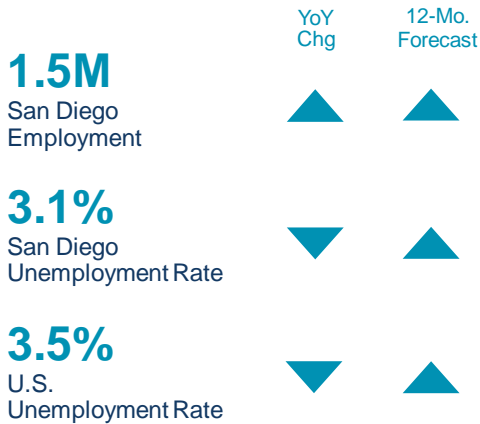 YoY
Chg
12-Mo.
Forecast
1.5M
San Diego
Employment
3.1%
San Diego
Unemployment Rate
3.5%
U.S.
Unemployment Rate